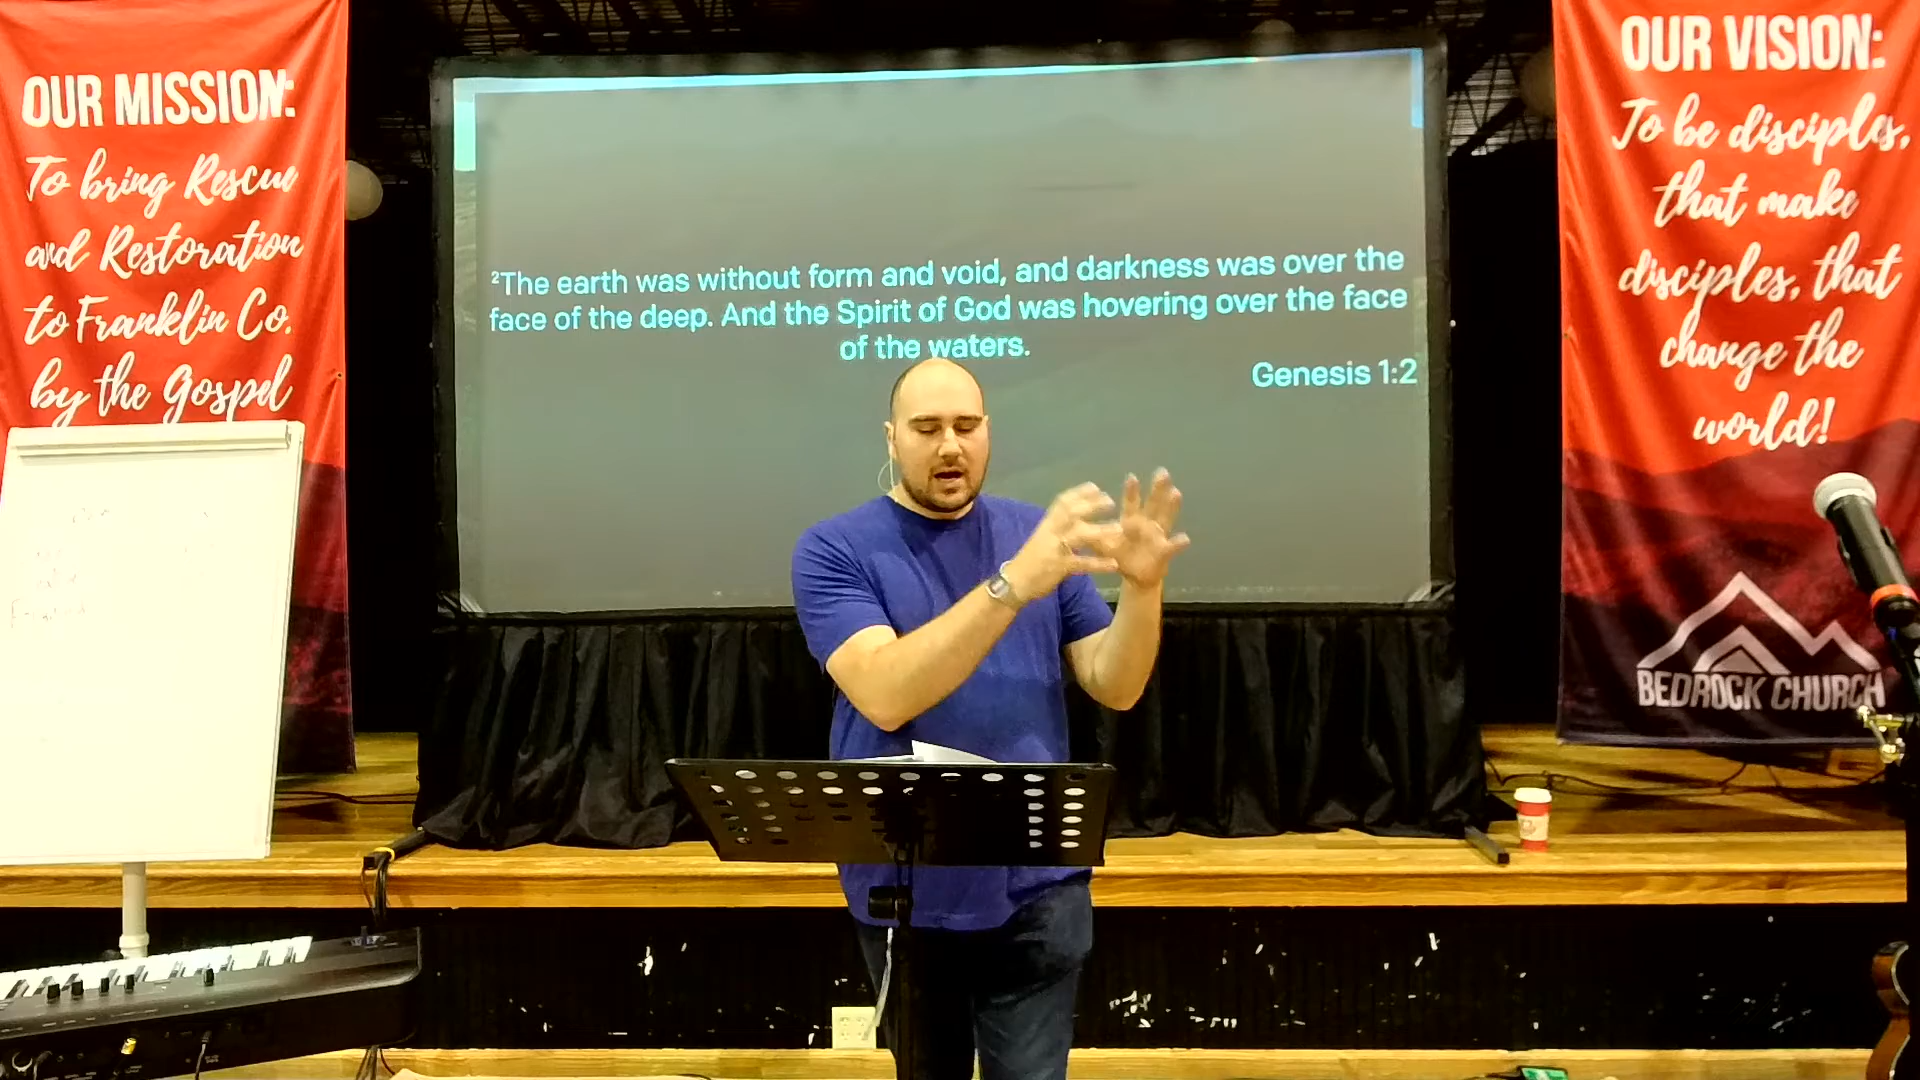 OUR MISSION:
To bring Rescue
and Restoration
to Franklin Co.
by the Gospel
²The earth was without form and void, and darkness was over the
face of the deep. And the Spirit of God was hovering over the face
of the waters.
Genesis 1:2
OUR VISION:
To be disciples,
that make
disciples, that
change the
world!
BEDROCK CHURCH